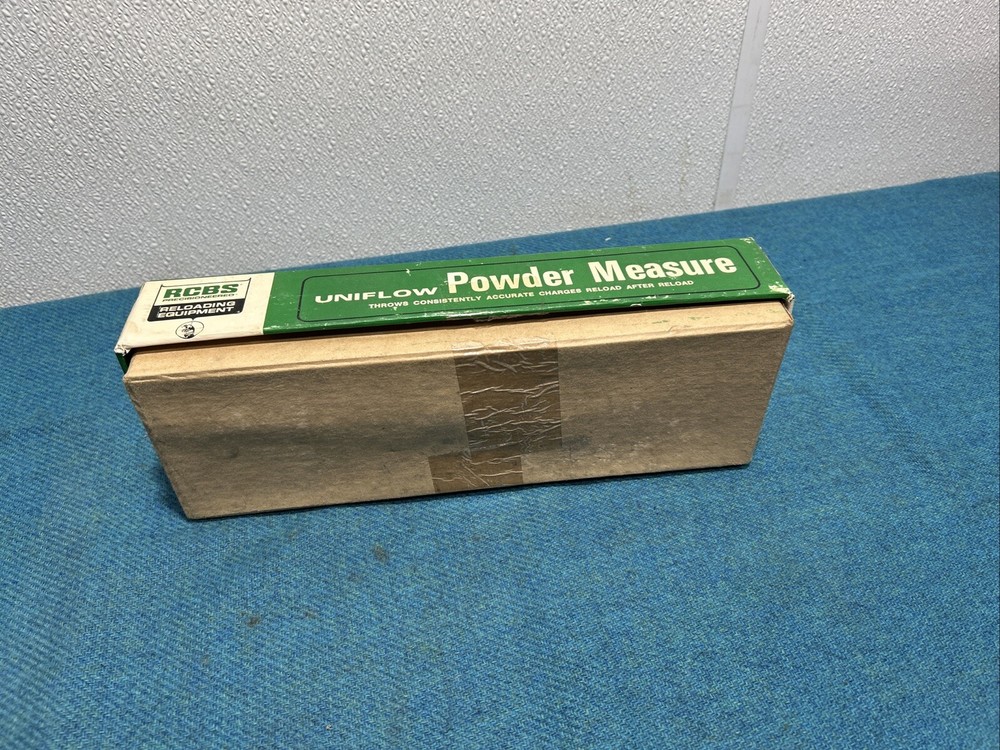 RCBS
PRECISIONEERED
RELOADING
EQUIPMENT
UNIFLOW Powder Measure
THROWS CONSISTENTLY ACCURATE CHARGES RELOAD AFTER RELOAD